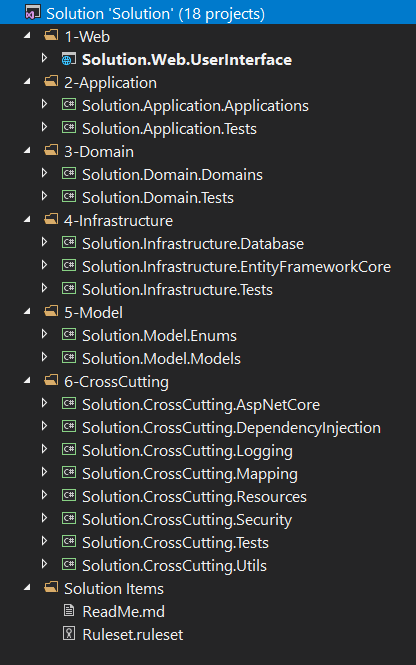 Solution 'Solution' (18 projects)
1-Web
Solution.Web.UserInterface
2-Application
C# Solution.Application.Applications
C# Solution.Application.Tests
3-Domain
C# Solution.Domain.Domains
C# Solution.Domain.Tests
4-Infrastructure
C# Solution.Infrastructure.Database
C# Solution.Infrastructure.EntityFrameworkCore
C# Solution.Infrastructure.Tests
5-Model
C# Solution.Model.Enums
C# Solution.Model.Models
6-CrossCutting
C# Solution.CrossCutting.AspNetCore
C# Solution.CrossCutting.DependencyInjection
C# Solution.CrossCutting.Logging
C# Solution.CrossCutting.Mapping
C# Solution.CrossCutting.Resources
C# Solution.CrossCutting.Security
C# Solution.CrossCutting.Tests
C# Solution.CrossCutting.Utils
Solution Items
ReadMe.md
Ruleset.ruleset